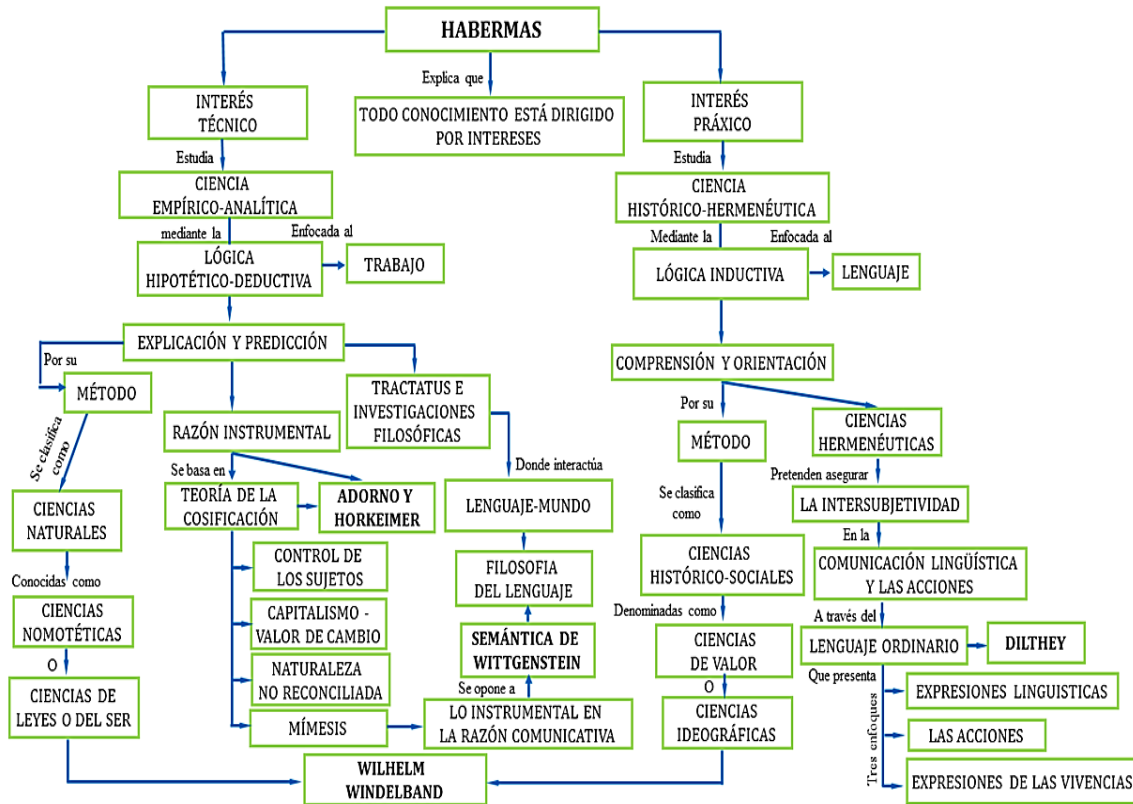 HABERMAS
Explica que
TODO CONOCIMIENTO ESTÁ DIRIGIDO
POR INTERESES
INTERÉS
TÉCNICO
Estudia
CIENCIA
EMPÍRICO-ANALÍTICA
mediante la
Enfocada al
LÓGICA
HIPOTÉTICO-DEDUCTIVA
TRABAJO
EXPLICACIÓN Y PREDICCIÓN
Por su
MÉTODO
Se clasifica
como
CIENCIAS
NATURALES
Conocidas como
CIENCIAS
NOMOTÉTICAS
O
CIENCIAS DE
LEYES O DEL SER
RAZÓN INSTRUMENTAL
Se basa en
TEORÍA DE LA
COSIFICACIÓN
ADORNO Y
HORKEIMER
CONTROL DE
LOS SUJETOS
CAPITALISMO -
VALOR DE CAMBIO
NATURALEZA
NO RECONCILIADA
MÍMESIS
TRACTATUS E
INVESTIGACIONES
FILOSÓFICAS
Donde interactúa
LENGUAJE-MUNDO
FILOSOFIA
DEL LENGUAJE
SEMÁNTICA DE
WITTGENSTEIN
Se opone a
LO INSTRUMENTAL EN
LA RAZÓN COMUNICATIVA
WILHELM
WINDELBAND
INTERÉS
PRÁXICO
Estudia
CIENCIA
HISTÓRICO-HERMENÉUTICA
Mediante la
Enfocada al
LÓGICA INDUCTIVA
LENGUAJE
COMPRENSIÓN Y ORIENTACIÓN
Por su
MÉTODO
Se clasifica
como
CIENCIAS
HISTÓRICO-SOCIALES
Denominadas como
CIENCIAS
DE VALOR
O
CIENCIAS
IDEOGRÁFICAS
CIENCIAS
HERMENÉUTICAS
Pretenden asegurar
LA INTERSUBJETIVIDAD
En la
COMUNICACIÓN LINGÜÍSTICA
Y LAS ACCIONES
A través del
LENGUAJE ORDINARIO
DILTHEY
Que presenta
Tres enfoques
EXPRESIONES LINGUISTICAS
LAS ACCIONES
EXPRESIONES DE LAS VIVENCIAS